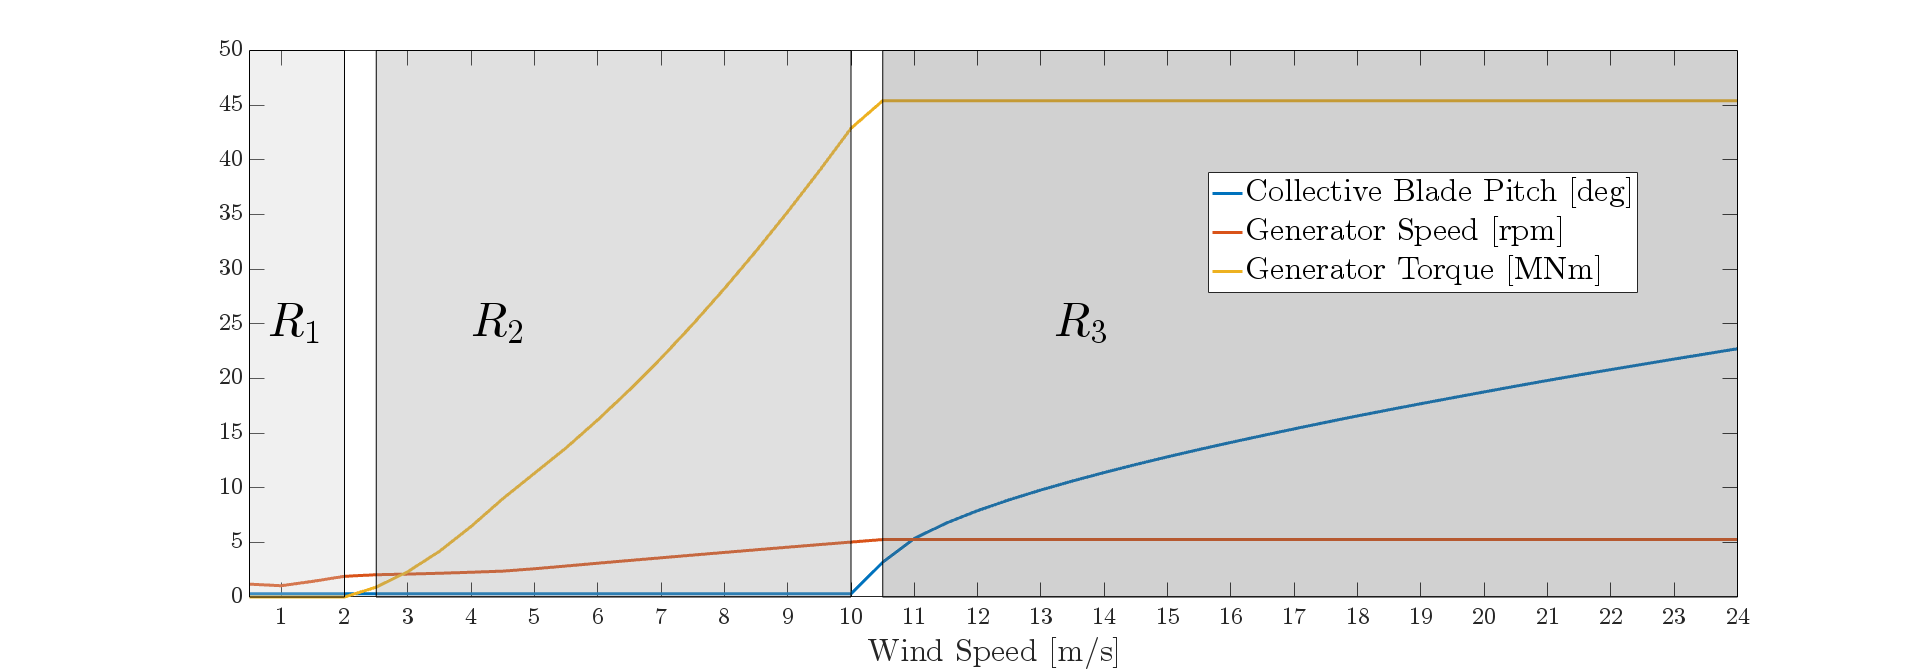 50
45
40
35
30
25
20
15
10
5
0
R1
R2
R3
Collective Blade Pitch [deg]
Generator Speed [rpm]
Generator Torque [MNm]
1 2 3 4 5 6 7 8 9 10 11 12 13 14 15 16 17 18 19 20 21 22 23 24
Wind Speed [m/s]